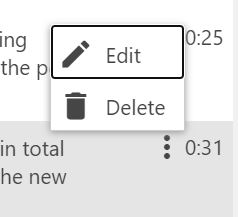 ing 0:25
Edit
the
Delete
in total 0:31
he new